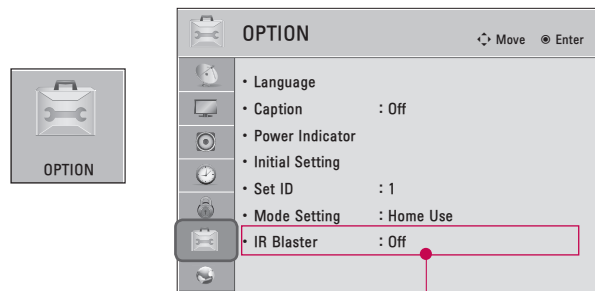 OPTION
Move Enter
• Language
• Caption : Off
• Power Indicator
• Initial Setting
• Set ID : 1
• Mode Setting : Home Use
• IR Blaster : Off
OPTION